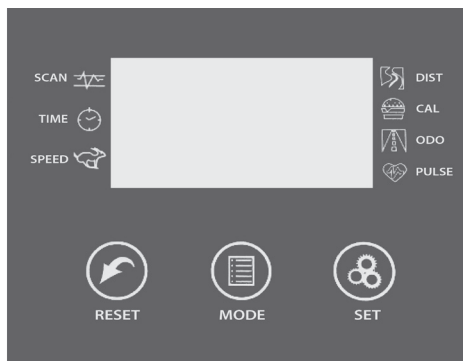 SCAN
TIME
SPEED
DIST
CAL
ODO
PULSE
RESET
MODE
SET